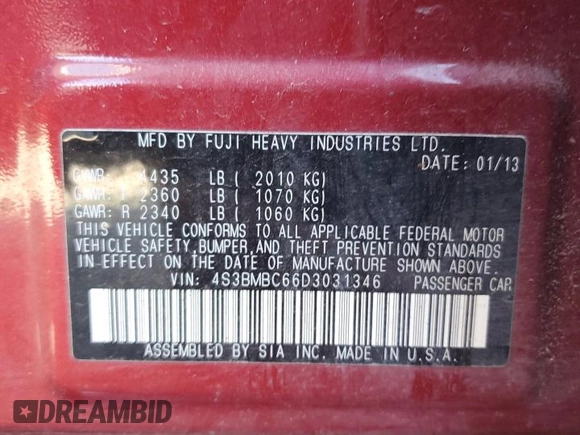 MFD BY FUJI HEAVY INDUSTRIES LTD.
DATE: 01/13
GVWR 4435 LB ( 2010 KG)
GAWR: F 2360 LB ( 1070 KG)
GAWR: R 2340 LB ( 1060 KG)
THIS VEHICLE CONFORMS TO ALL APPLICABLE FEDERAL MOTOR
VEHICLE SAFETY,BUMPER,AND THEFT PREVENTION STANDARDS
IN EFFECT ON THE DATE OF MANUFACTURE SHOWN ABOVE.
VIN: 4S3BMBC66D3031346 PASSENGER CAR
ASSEMBLED BY SIA INC. MADE IN U.S.A.
DREAMBID